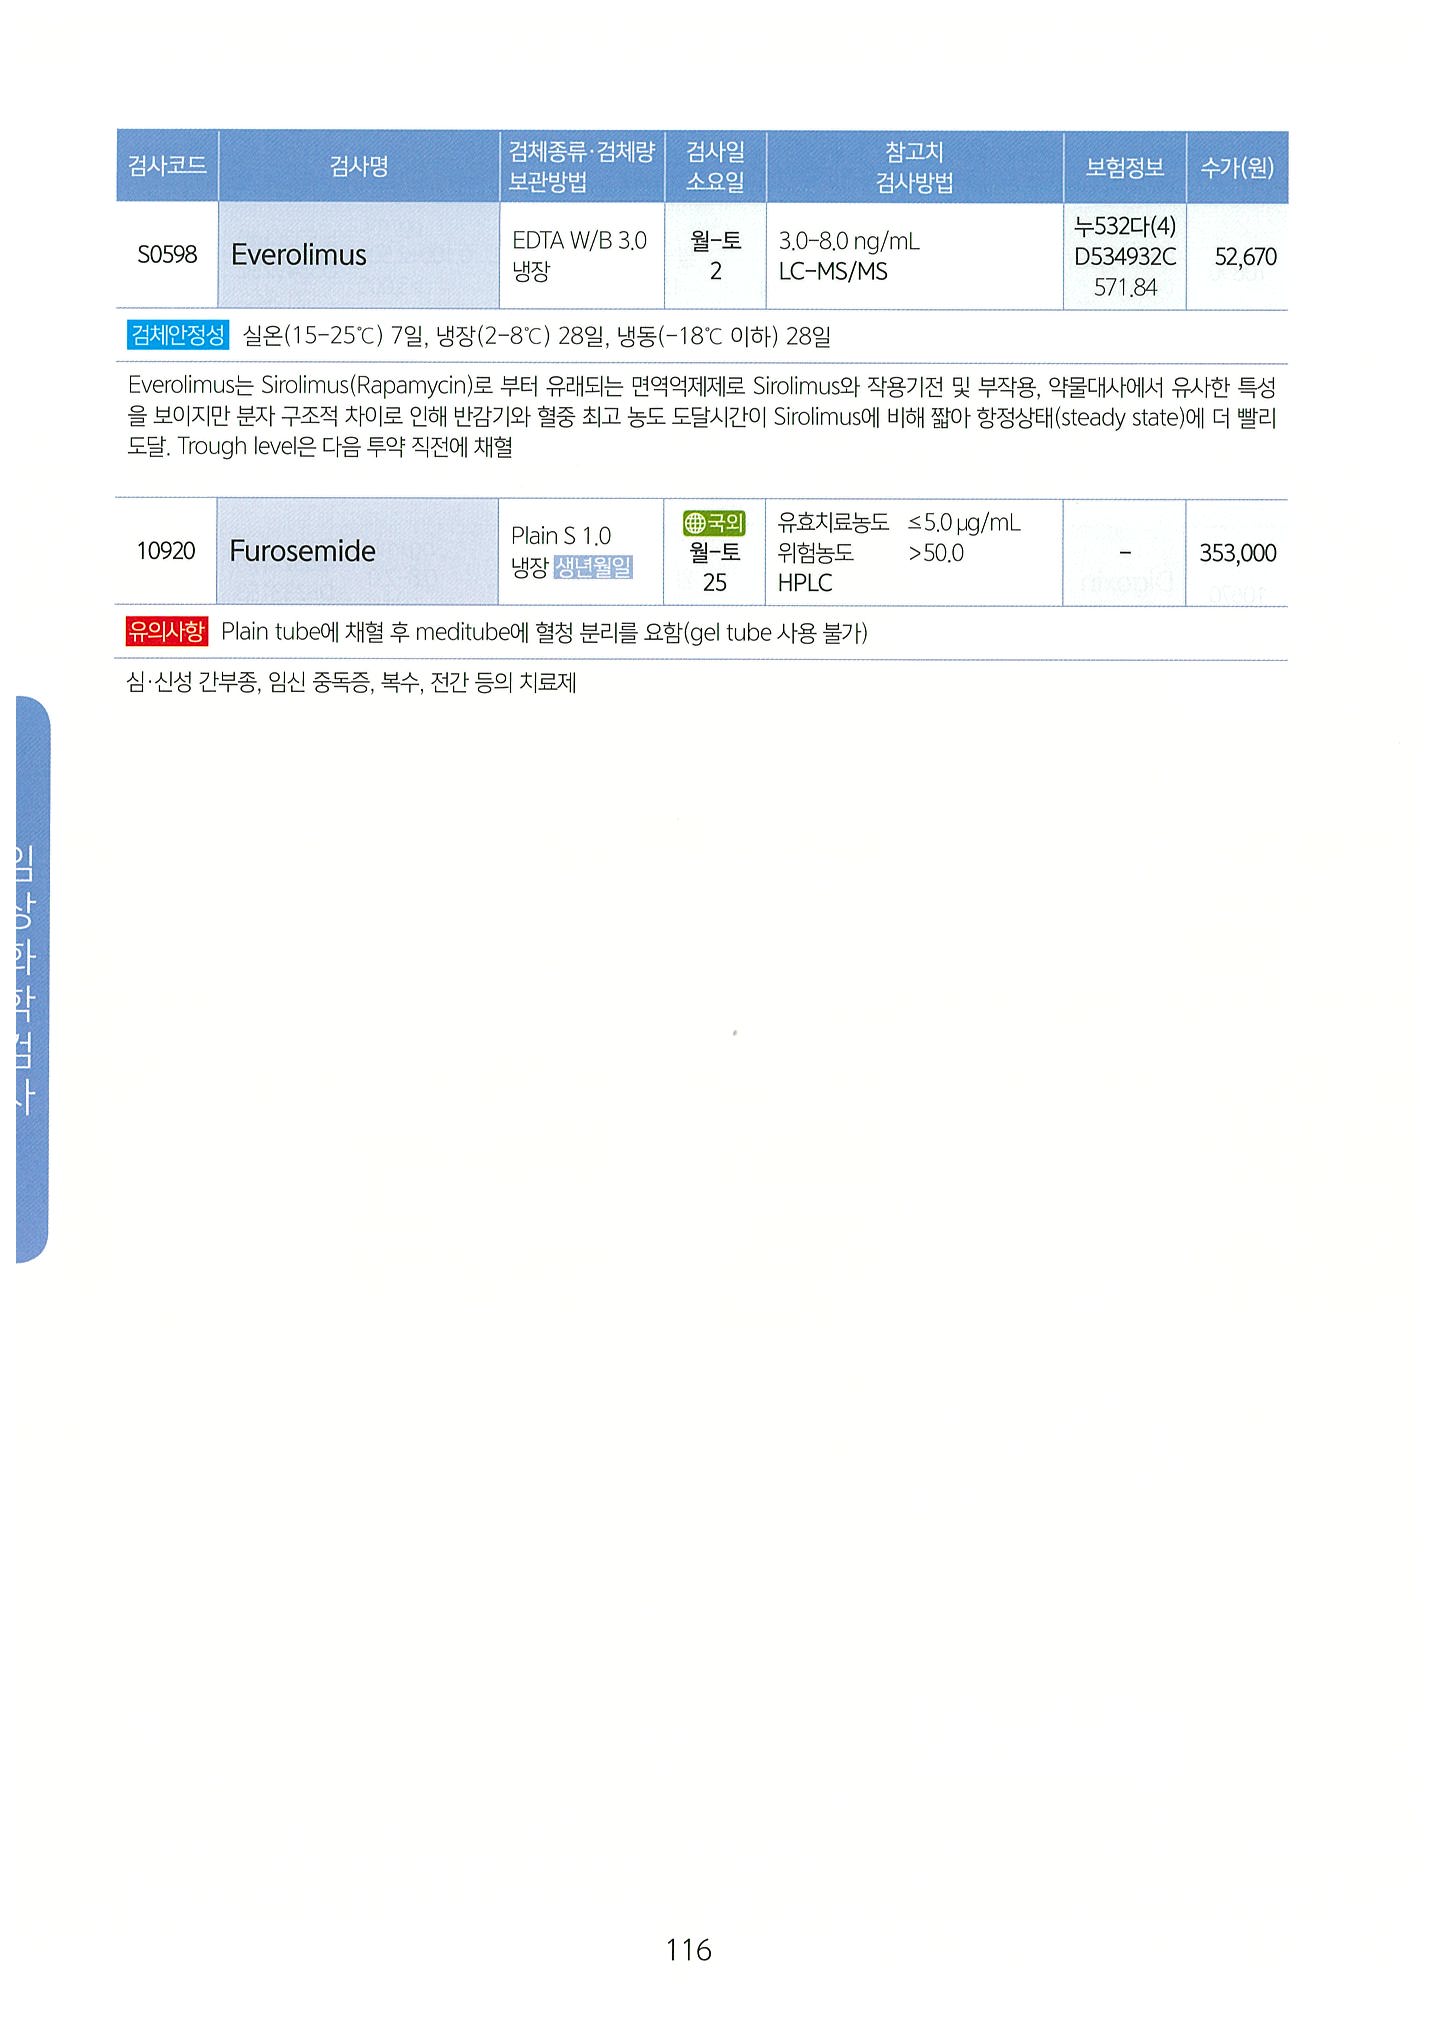 검사코드 검사명 검체종류·검체량 보관방법 검사일 소요일 참고치 검사방법 보험정보 수가(원)
S0598 Everolimus EDTA W/B 3.0 냉장 월-토 2 3.0-8.0 ng/mL LC-MS/MS 누532다(4) D534932C 571.84 52,670
검체안정성 실온(15-25℃) 7일, 냉장(2-8℃) 28일, 냉동(-18℃ 이하) 28일
Everolimus는 Sirolimus(Rapamycin)로 부터 유래되는 면역억제제로 Sirolimus와 작용기전 및 부작용, 약물대사에서 유사한 특성
을 보이지만 분자 구조적 차이로 인해 반감기와 혈중 최고 농도 도달시간이 Sirolimus에 비해 짧아 항정상태(steady state)에 더 빨리
도달. Trough level은 다음 투약 직전에 채혈
10920 Furosemide Plain S 1.0 냉장 생년월일 국외 월-토 25 유효치료농도 ≤5.0 µg/mL 위험농도 >50.0 HPLC - 353,000
유의사항 Plain tube에 채혈 후 meditube에 혈청 분리를 요함(gel tube 사용 불가)
심·신성 간부종, 임신 중독증, 복수, 전간 등의 치료제
임상화학검사
116